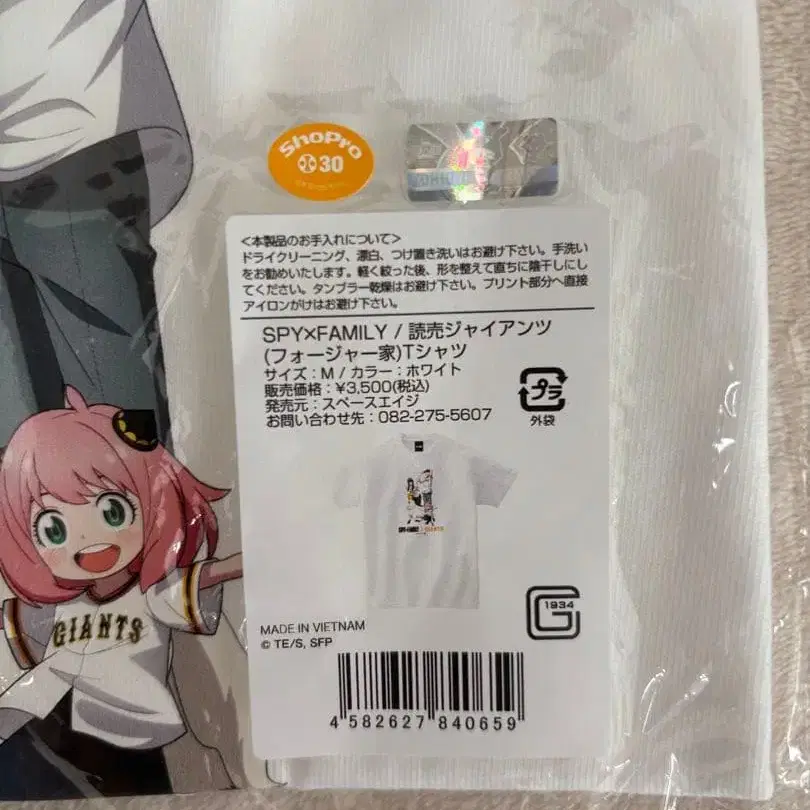 ShoPro
30
<本製品のお手入れについて>
ドライクリーニング、漂白、つけ置き洗いはお避け下さい。手洗い
をお勧めいたします。軽く絞った後、形を整えて直ちに陰干しにし
てください。タンブラー乾燥はお避け下さい。プリント部分へ直接
アイロンがけはお避け下さい。
SPY×FAMILY / 読売ジャイアンツ
(フォージャー家)Tシャツ
サイズ：M / カラー：ホワイト
販売価格：¥3,500(税込)
発売元：スペースエイジ
お問い合わせ先：082-275-5607
プラ
外袋
GIANTS
1934
MADE IN VIETNAM
© TE/S, SFP
4 582627 840659